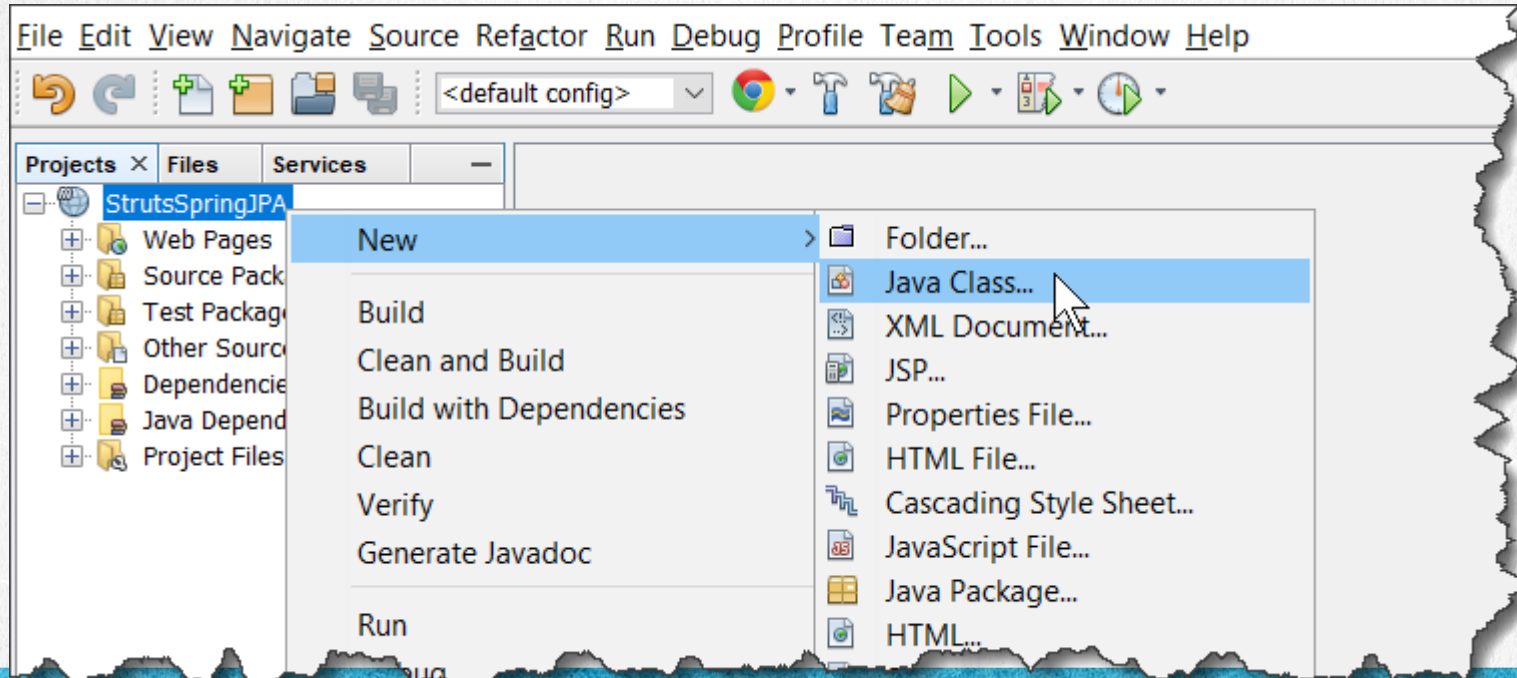 File Edit View Navigate Source Refactor Run Debug Profile Team Tools Window Help
<default config>
Projects Files Services
StrutsSpringJPA
Web Pages
Source Pack
Test Packag
Other Sourc
Dependencie
Java Depend
Project Files
New
Build
Clean and Build
Build with Dependencies
Clean
Verify
Generate Javadoc
Run
Folder...
Java Class...
XML Document...
JSP...
Properties File...
HTML File...
Cascading Style Sheet...
JavaScript File...
Java Package...
HTML...